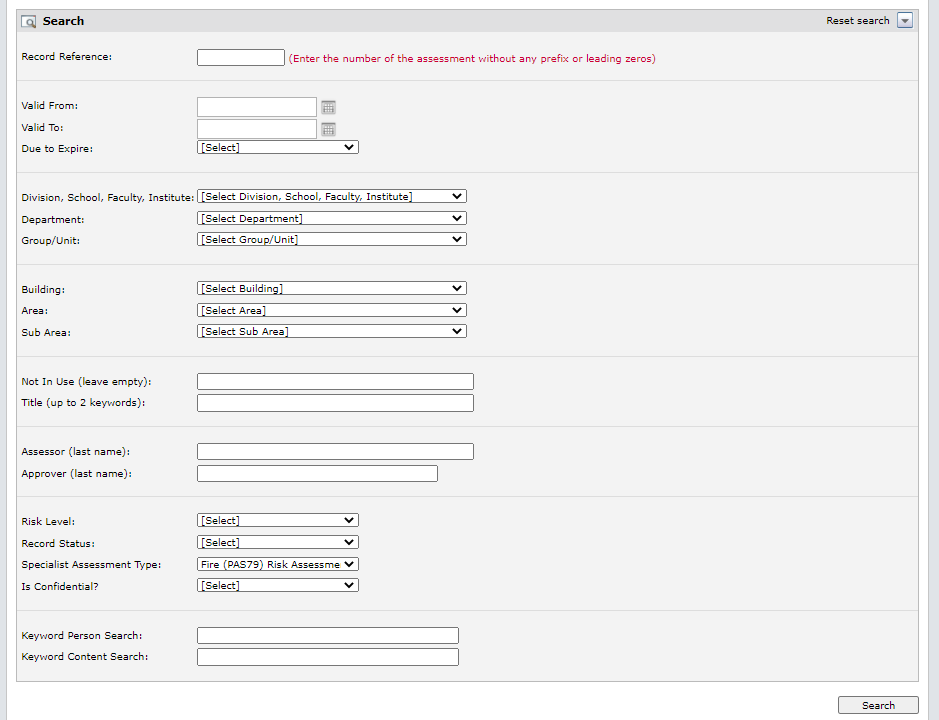 Search Reset search
Record Reference: (Enter the number of the assessment without any prefix or leading zeros)
Valid From:
Valid To:
Due to Expire: [Select]
Division, School, Faculty, Institute: [Select Division, School, Faculty, Institute]
Department: [Select Department]
Group/Unit: [Select Group/Unit]
Building: [Select Building]
Area: [Select Area]
Sub Area: [Select Sub Area]
Not In Use (leave empty):
Title (up to 2 keywords):
Assessor (last name):
Approver (last name):
Risk Level: [Select]
Record Status: [Select]
Specialist Assessment Type: Fire (PAS79) Risk Assessme
Is Confidential? [Select]
Keyword Person Search:
Keyword Content Search:
Search